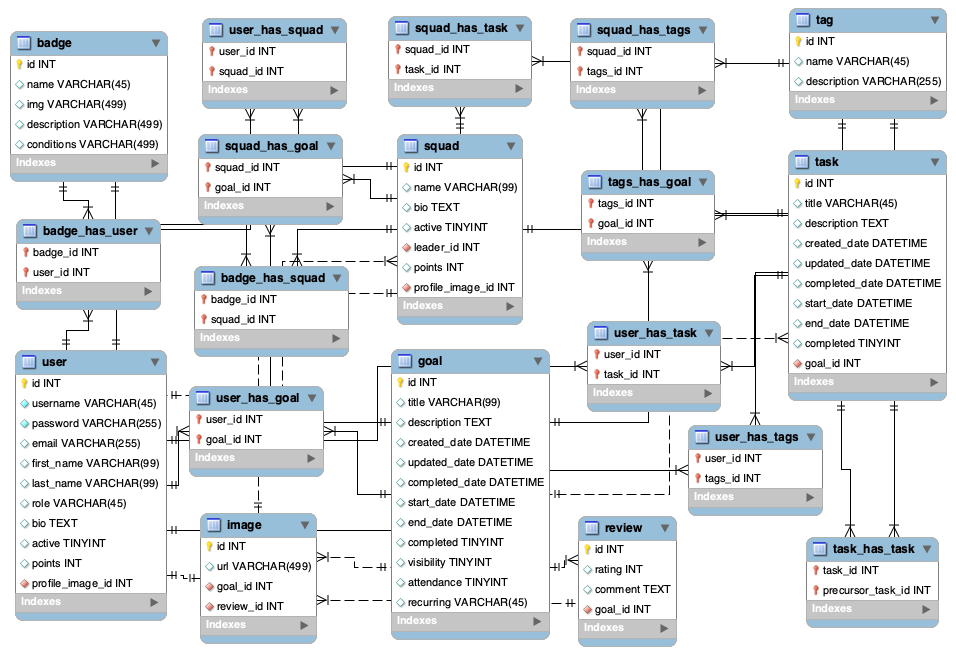 badge
id INT
name VARCHAR(45)
img VARCHAR(499)
description VARCHAR(499)
conditions VARCHAR(499)
Indexes
user_has_squad
user_id INT
squad_id INT
Indexes
squad_has_task
squad_id INT
task_id INT
Indexes
squad_has_tags
squad_id INT
tags_id INT
Indexes
tag
id INT
name VARCHAR(45)
description VARCHAR(255)
Indexes
squad_has_goal
squad_id INT
goal_id INT
Indexes
squad
id INT
name VARCHAR(99)
bio TEXT
active TINYINT
leader_id INT
points INT
profile_image_id INT
Indexes
tags_has_goal
tags_id INT
goal_id INT
Indexes
task
id INT
title VARCHAR(45)
description TEXT
created_date DATETIME
updated_date DATETIME
completed_date DATETIME
start_date DATETIME
end_date DATETIME
completed TINYINT
goal_id INT
Indexes
badge_has_user
badge_id INT
user_id INT
Indexes
badge_has_squad
badge_id INT
squad_id INT
Indexes
user_has_task
user_id INT
task_id INT
Indexes
user
id INT
username VARCHAR(45)
password VARCHAR(255)
email VARCHAR(255)
first_name VARCHAR(99)
last_name VARCHAR(99)
role VARCHAR(45)
bio TEXT
active TINYINT
points INT
profile_image_id INT
Indexes
user_has_goal
user_id INT
goal_id INT
Indexes
goal
id INT
title VARCHAR(99)
description TEXT
created_date DATETIME
updated_date DATETIME
completed_date DATETIME
start_date DATETIME
end_date DATETIME
completed TINYINT
visibility TINYINT
attendance TINYINT
recurring VARCHAR(45)
Indexes
user_has_tags
user_id INT
tags_id INT
Indexes
image
id INT
url VARCHAR(499)
goal_id INT
review_id INT
Indexes
review
id INT
rating INT
comment TEXT
goal_id INT
Indexes
task_has_task
task_id INT
precursor_task_id INT
Indexes